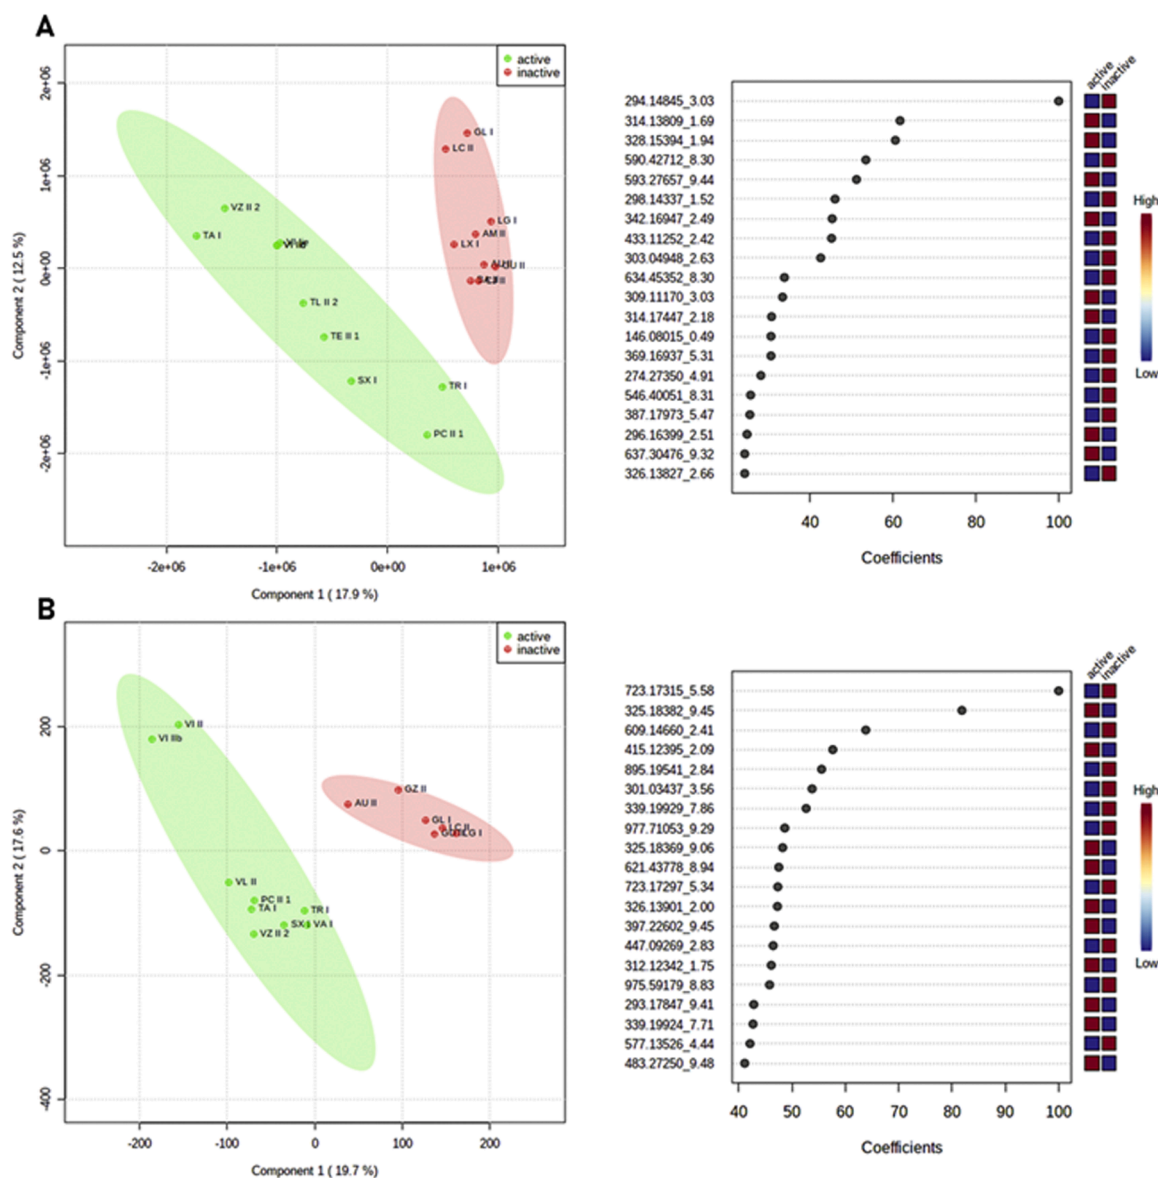 A
active
inactive
2e+06
1e+06
0e+00
-1e+06
-2e+06
Component 2 ( 12.5 %)
GL I
LC II
VZ II 2
TA I
LG I
AM II
LX I
TL II 2
TE II 1
SX I
TR I
PC II 1
-2e+06 -1e+06 0e+00 1e+06
Component 1 ( 17.9 %)
active inactive
294.14845_3.03
314.13809_1.69
328.15394_1.94
590.42712_8.30
593.27657_9.44
298.14337_1.52
342.16947_2.49
433.11252_2.42
303.04948_2.63
634.45352_8.30
309.11170_3.03
314.17447_2.18
146.08015_0.49
369.16937_5.31
274.27350_4.91
546.40051_8.31
387.17973_5.47
296.16399_2.51
637.30476_9.32
326.13827_2.66
High
Low
40 60 80 100
Coefficients
B
active
inactive
200
0
-200
-400
Component 2 ( 17.6 %)
VI II
VI IIb
GZ II
AU II
GL I
LC II
LG I
VL II
PC II 1
TA I
TR I
SX I VA I
VZ II 2
-200 -100 0 100 200
Component 1 ( 19.7 %)
active inactive
723.17315_5.58
325.18382_9.45
609.14660_2.41
415.12395_2.09
895.19541_2.84
301.03437_3.56
339.19929_7.86
977.71053_9.29
325.18369_9.06
621.43778_8.94
723.17297_5.34
326.13901_2.00
397.22602_9.45
447.09269_2.83
312.12342_1.75
975.59179_8.83
293.17847_9.41
339.19924_7.71
577.13526_4.44
483.27250_9.48
High
Low
40 50 60 70 80 90 100
Coefficients